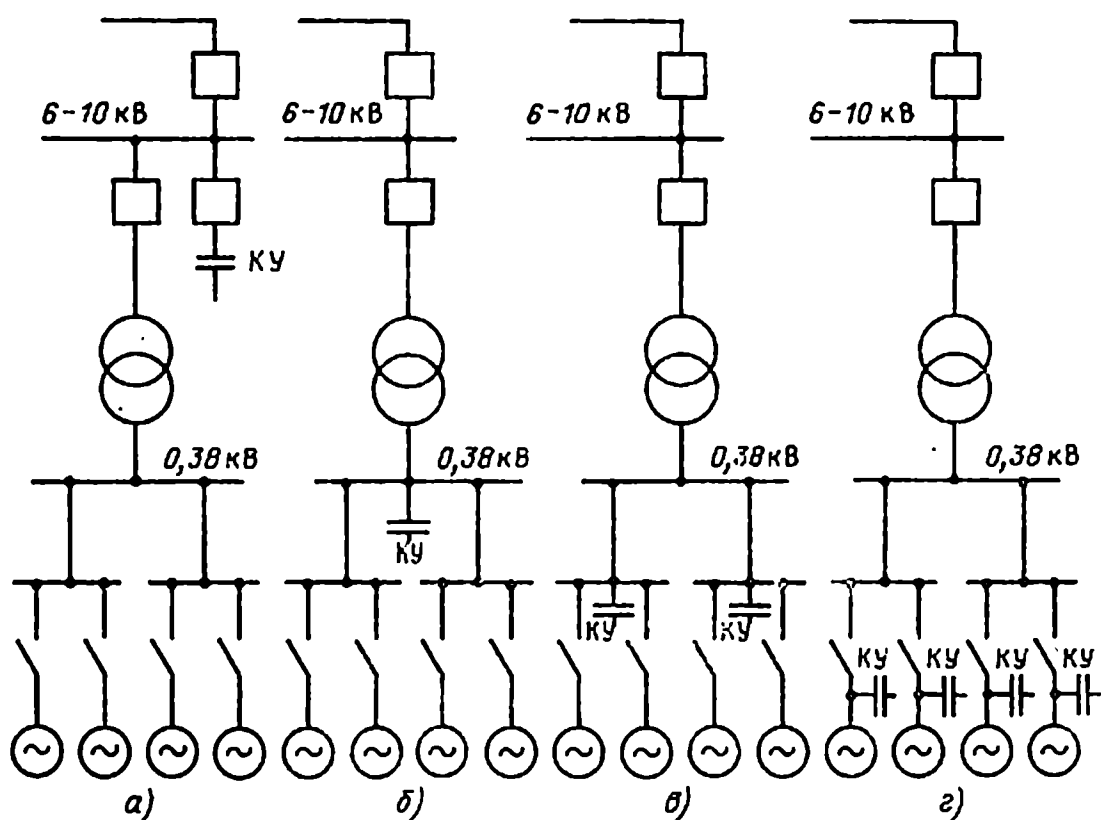 6-10 кВ 6-10 кВ 6-10 кВ 6-10 кВ
КУ
0,38 кВ 0,38 кВ 0,38 кВ 0,38 кВ
КУ
КУ КУ
КУ КУ КУ КУ
~ ~ ~ ~ ~ ~ ~ ~ ~ ~ ~ ~ ~ ~ ~ ~
а) б) в) г)